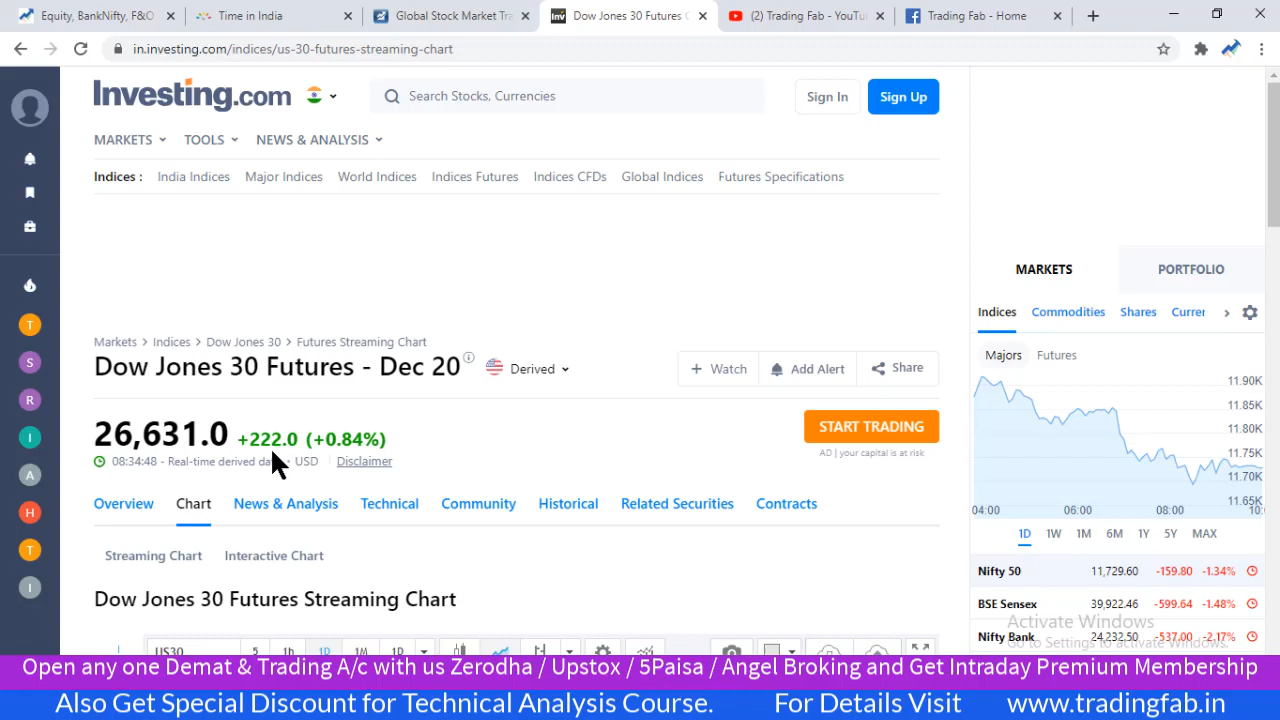 Equity, BankNifty, F&O
Time in India
Global Stock Market Tra
Dow Jones 30 Futures C
(2) Trading Fab - YouTu
Trading Fab - Home
in.investing.com/indices/us-30-futures-streaming-chart
Investing.com
Search Stocks, Currencies
Sign In
Sign Up
MARKETS
TOOLS
NEWS & ANALYSIS
Indices : India Indices Major Indices World Indices Indices Futures Indices CFDs Global Indices Futures Specifications
Markets > Indices > Dow Jones 30 > Futures Streaming Chart
Dow Jones 30 Futures - Dec 20
Derived
+ Watch
Add Alert
Share
26,631.0 +222.0 (+0.84%)
08:34:48 - Real-time derived da USD Disclaimer
START TRADING
AD | your capital is at risk
Overview Chart News & Analysis Technical Community Historical Related Securities Contracts
Streaming Chart Interactive Chart
Dow Jones 30 Futures Streaming Chart
US30 5 1h 1D 1M 1D
MARKETS PORTFOLIO
Indices Commodities Shares Currer
Majors Futures
11.90K
11.85K
11.80K
11.75K
11.70K
11.65K
04:00 06:00 08:00 10:
1D 1W 1M 6M 1Y 5Y MAX
Nifty 50 11,729.60 -159.80 -1.34%
BSE Sensex 39,922.46 -599.64 -1.48%
Nifty Bank 24,232.50 -537.00 -2.17%
Activate Windows
Go to Settings to activate Windows.
T
S
R
I
A
H
T
I
Open any one Demat & Trading A/c with us Zerodha / Upstox / 5Paisa / Angel Broking and Get Intraday Premium Membership
Also Get Special Discount for Technical Analysis Course. For Details Visit www.tradingfab.in